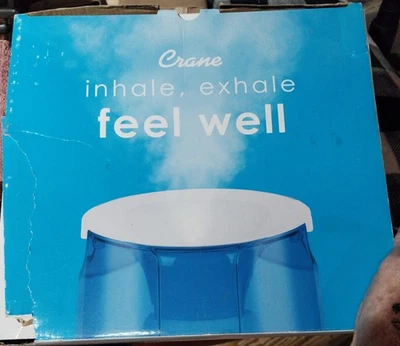 Crane
inhale, exhale
feel well